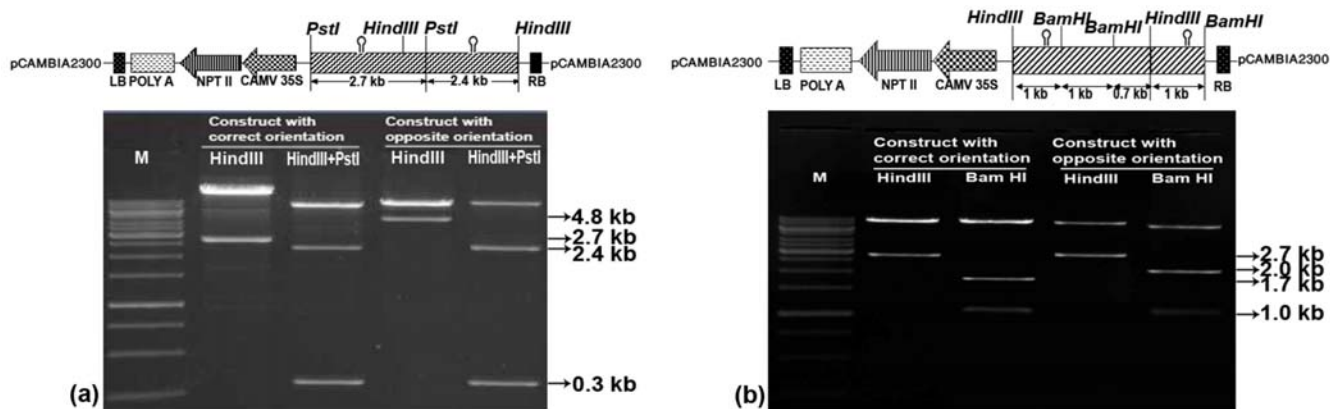 PstI HindIII PstI HindIII
pCAMBIA2300 pCAMBIA2300
LB POLY A NPT II CAMV 35S 2.7 kb 2.4 kb RB
Construct with correct orientation
Construct with opposite orientation
M HindIII HindIII+PstI HindIII HindIII+PstI
4.8 kb
2.7 kb
2.4 kb
0.3 kb
(a)
HindIII BamHI BamHI HindIII BamHI
pCAMBIA2300 pCAMBIA2300
LB POLY A NPT II CAMV 35S 1 kb 1 kb 0.7 kb 1 kb RB
Construct with correct orientation
Construct with opposite orientation
M HindIII Bam HI HindIII Bam HI
2.7 kb
2.0 kb
1.7 kb
1.0 kb
(b)